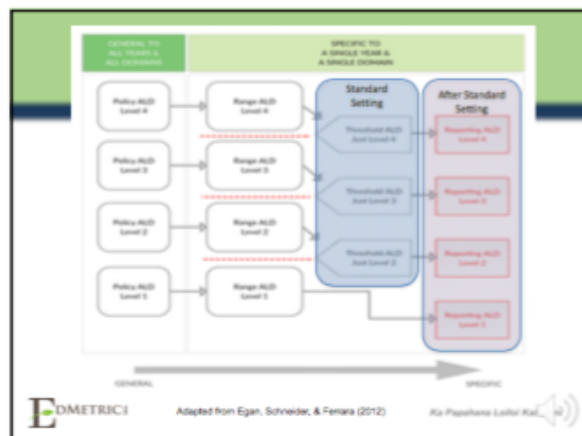 GENERAL TO
ALL YEARS &
ALL DOMAINS
SPECIFIC TO
A SINGLE YEAR &
A SINGLE DOMAIN
Standard
Setting
After Standard
Setting
Policy ALD
Level 4
Range ALD
Level 4
Threshold ALD
Just Level 4
Reporting ALD
Level 4
Policy ALD
Level 3
Range ALD
Level 3
Threshold ALD
Just Level 3
Reporting ALD
Level 3
Policy ALD
Level 2
Range ALD
Level 2
Threshold ALD
Just Level 2
Reporting ALD
Level 2
Policy ALD
Level 1
Range ALD
Level 1
Reporting ALD
Level 1
GENERAL
SPECIFIC
EDMETRIC
Adapted from Egan, Schneider, & Ferrara (2012)
Ka Papahana